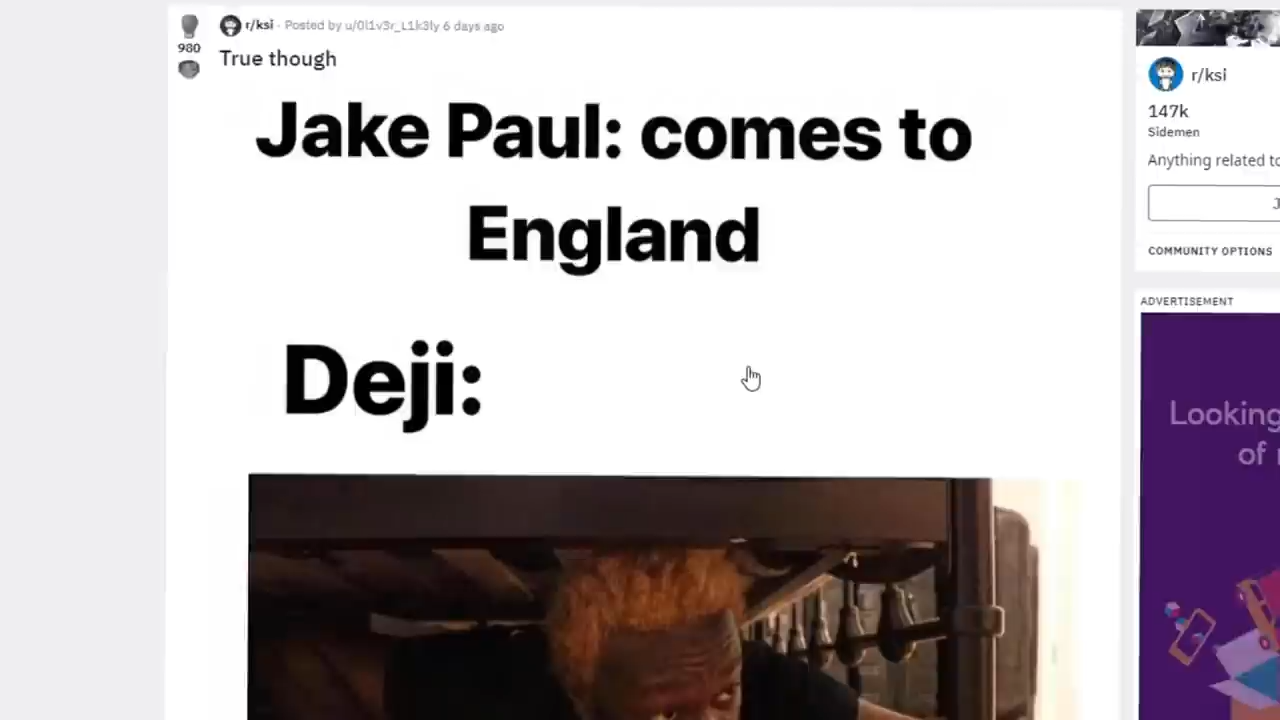 r/ksi · Posted by u/0l1v3r_L1k3ly 6 days ago
980
True though
Jake Paul: comes to
England
Deji:
r/ksi
147k
Sidemen
Anything related to
J
COMMUNITY OPTIONS
ADVERTISEMENT
Looking
of